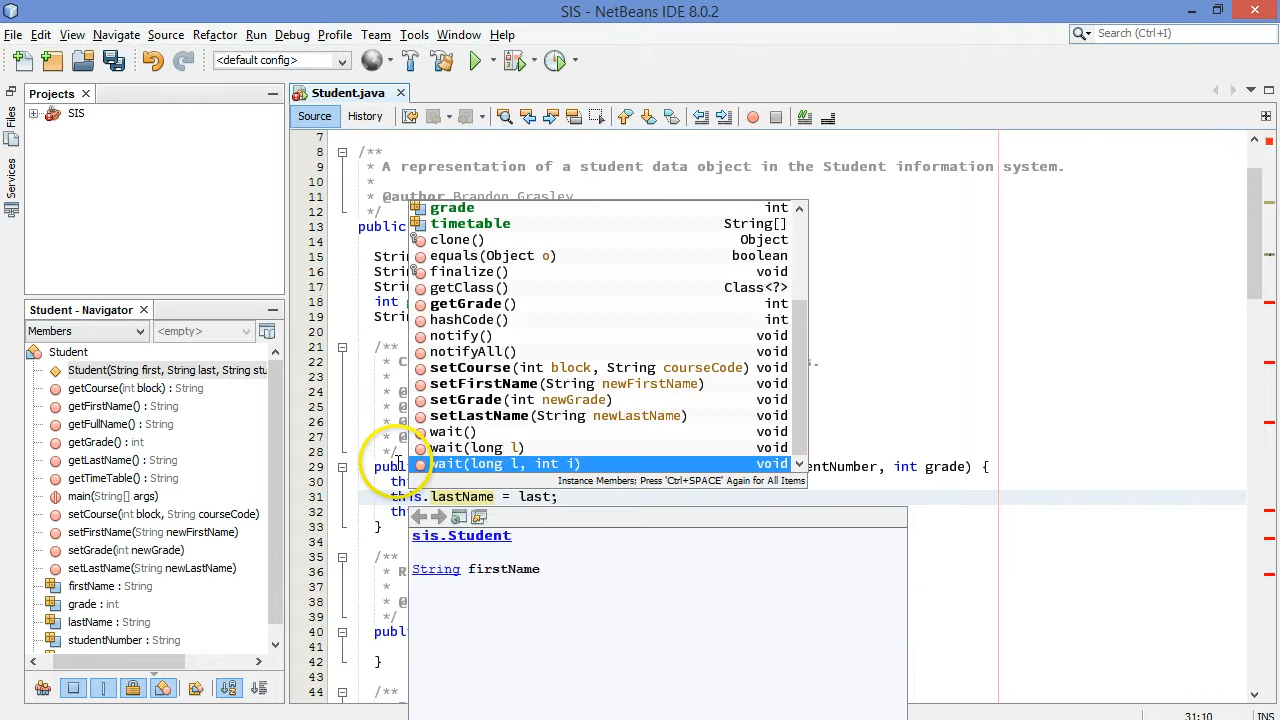 SIS - NetBeans IDE 8.0.2
File Edit View Navigate Source Refactor Run Debug Profile Team Tools Window Help
Search (Ctrl+I)
<default config>
Files
Services
Projects
SIS
Student - Navigator
Members <empty>
Student
Student(String first, String last, String stu
getCourse(int block) : String
getFirstName() : String
getFullName() : String
getGrade() : int
getLastName() : String
getTimeTable() : String
main(String[] args)
setCourse(int block, String courseCode)
setFirstName(String newFirstName)
setGrade(int newGrade)
setLastName(String newLastName)
firstName : String
grade : int
lastName : String
studentNumber : String
Student.java
Source History
7
8 /**
9 * A representation of a student data object in the Student information system.
10 *
11 * @author Brandon Grasley
12 */
13 public
14
15 Strin
16 Strin
17 Strin
18 int
19 Strin
20
21 /**
22 * C s.
23 *
24 * @
25 * @
26 * @
27 * @
28 */
29 publ entNumber, int grade) {
30 th
31 this.lastName = last;
32 th
33 }
34
35 /**
36 * R
37 *
38 * @
39 */
40 publ
41
42 }
43
44 /**
grade int
timetable String[]
clone() Object
equals(Object o) boolean
finalize() void
getClass() Class<?>
getGrade() int
hashCode() int
notify() void
notifyAll() void
setCourse(int block, String courseCode) void
setFirstName(String newFirstName) void
setGrade(int newGrade) void
setLastName(String newLastName) void
wait() void
wait(long l) void
wait(long l, int i) void
Instance Members; Press 'Ctrl+SPACE' Again for All Items
sis.Student
String firstName
31:10 INS